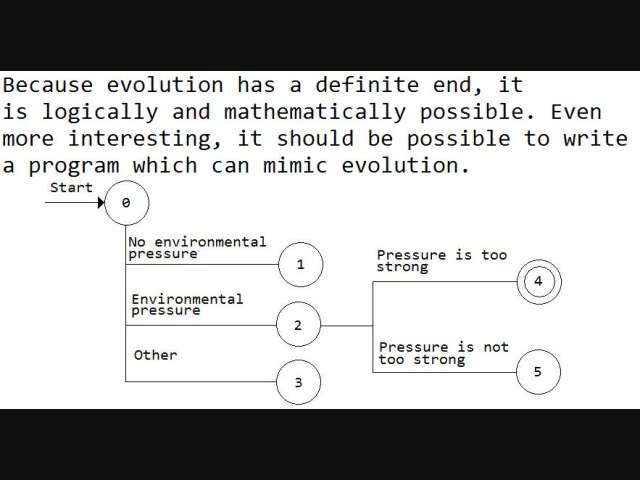 Because evolution has a definite end, it
is logically and mathematically possible. Even
more interesting, it should be possible to write
a program which can mimic evolution.
Start
0
No environmental
pressure
1
Environmental
pressure
2
Other
3
Pressure is too
strong
4
Pressure is not
too strong
5